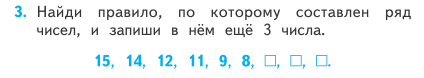 3. Найди правило, по которому составлен ряд
чисел, и запиши в нём ещё 3 числа.
15, 14, 12, 11, 9, 8, □, □, □.